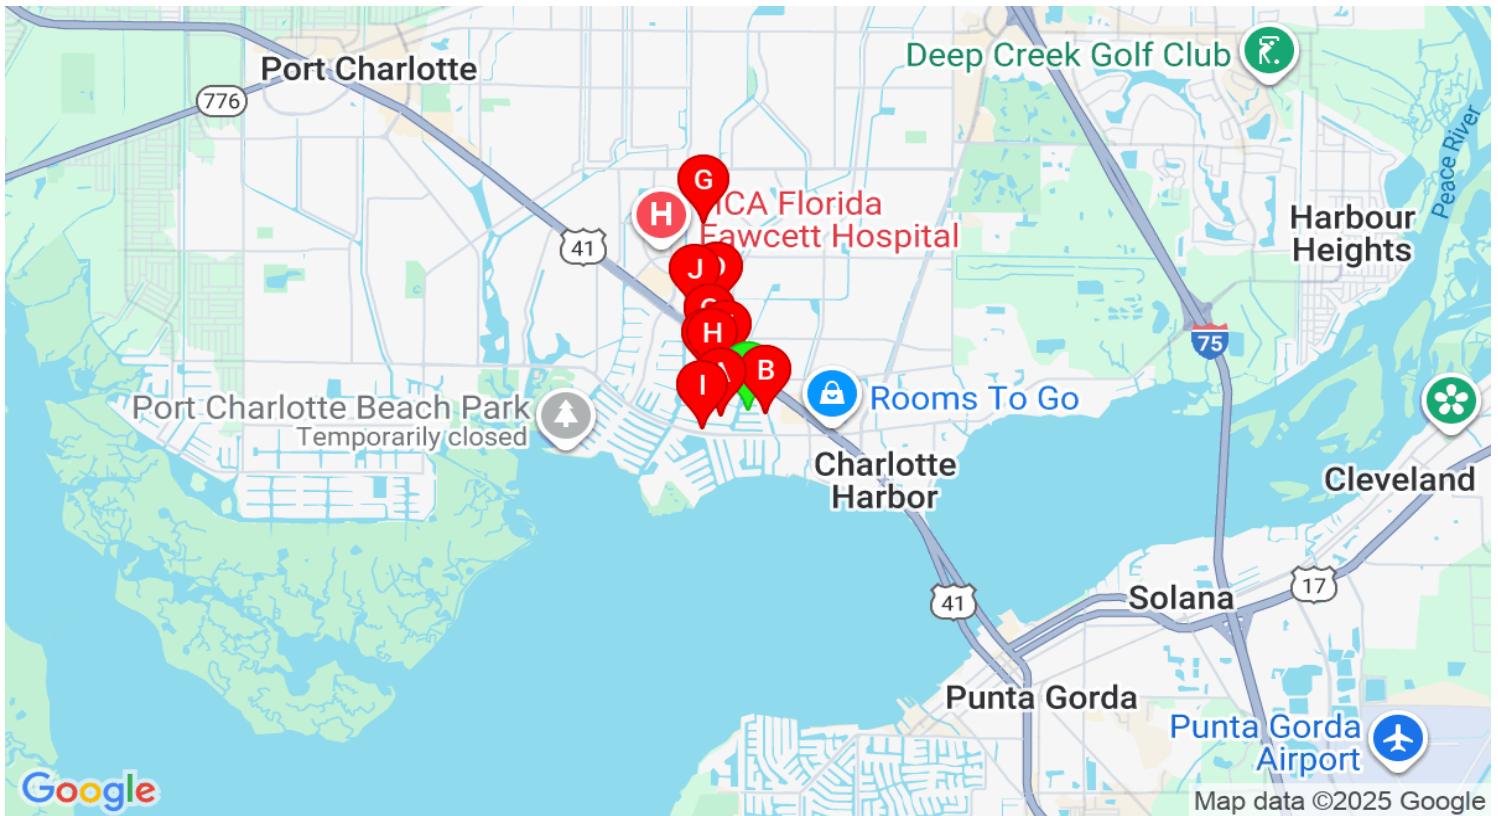 Deep Creek Golf Club
Port Charlotte
776
Peace River
G
H
HCA Florida
Fawcett Hospital
Harbour
Heights
41
J
D
C
H
75
A
B
I
Rooms To Go
Port Charlotte Beach Park
Temporarily closed
Charlotte
Harbor
Cleveland
41
17
Solana
Punta Gorda
Punta Gorda
Airport
Google
Map data ©2025 Google